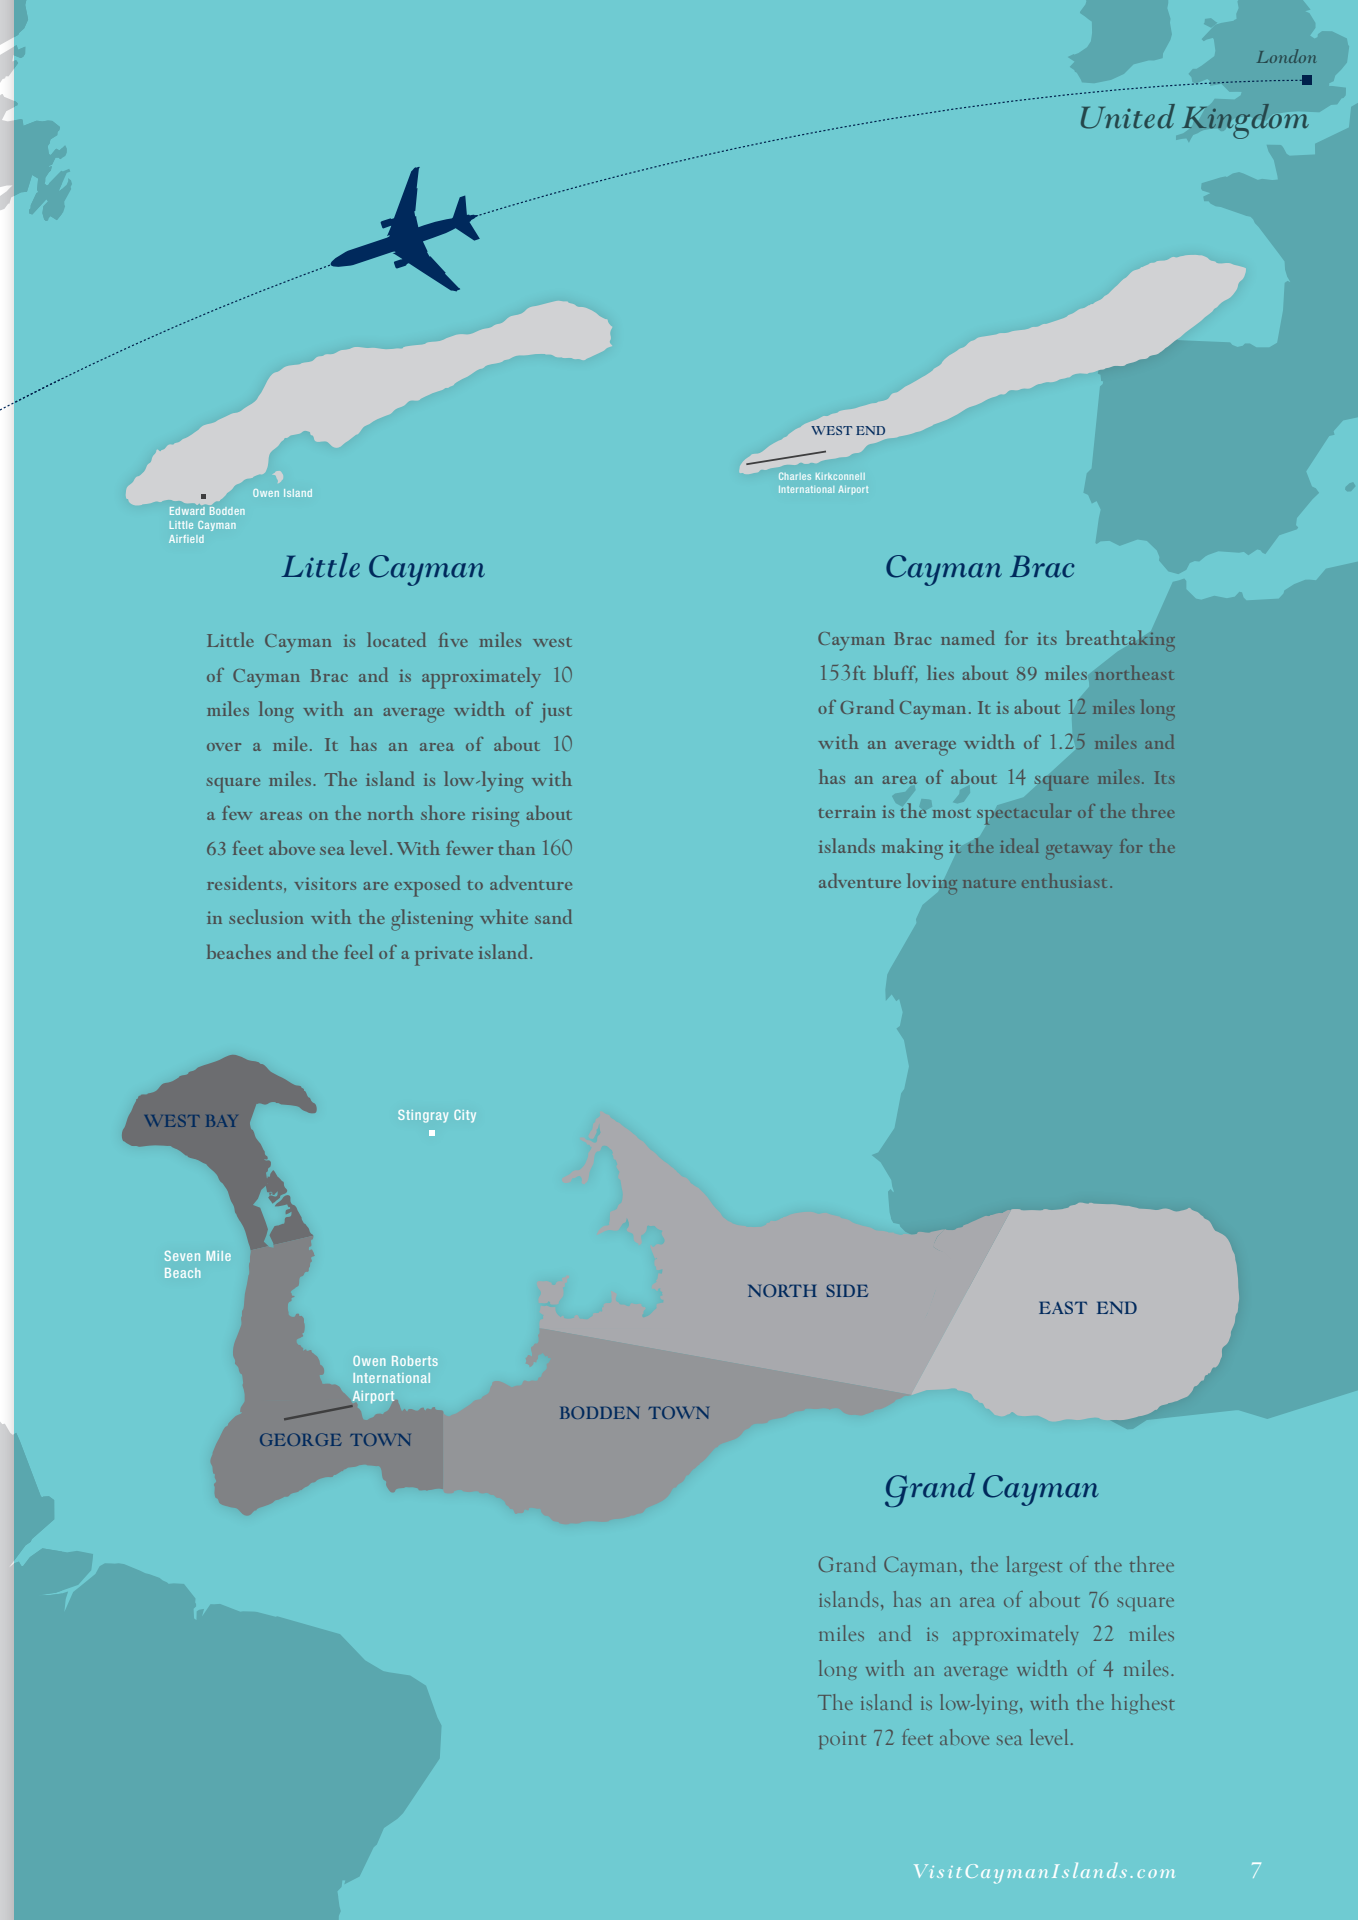 London
United Kingdom
WEST END
Charles Kirkconnell
International Airport
Owen Island
Edward Bodden
Little Cayman
Airfield
Little Cayman
Little Cayman is located five miles west
of Cayman Brac and is approximately 10
miles long with an average width of just
over a mile. It has an area of about 10
square miles. The island is low-lying with
a few areas on the north shore rising about
63 feet above sea level. With fewer than 160
residents, visitors are exposed to adventure
in seclusion with the glistening white sand
beaches and the feel of a private island.
Cayman Brac
Cayman Brac named for its breathtaking
153ft bluff, lies about 89 miles northeast
of Grand Cayman. It is about 12 miles long
with an average width of 1.25 miles and
has an area of about 14 square miles. Its
terrain is the most spectacular of the three
islands making it the ideal getaway for the
adventure loving nature enthusiast.
WEST BAY
Stingray City
Seven Mile
Beach
NORTH SIDE
EAST END
Owen Roberts
International
Airport
BODDEN TOWN
GEORGE TOWN
Grand Cayman
Grand Cayman, the largest of the three
islands, has an area of about 76 square
miles and is approximately 22 miles
long with an average width of 4 miles.
The island is low-lying, with the highest
point 72 feet above sea level.
VisitCaymanIslands.com
7